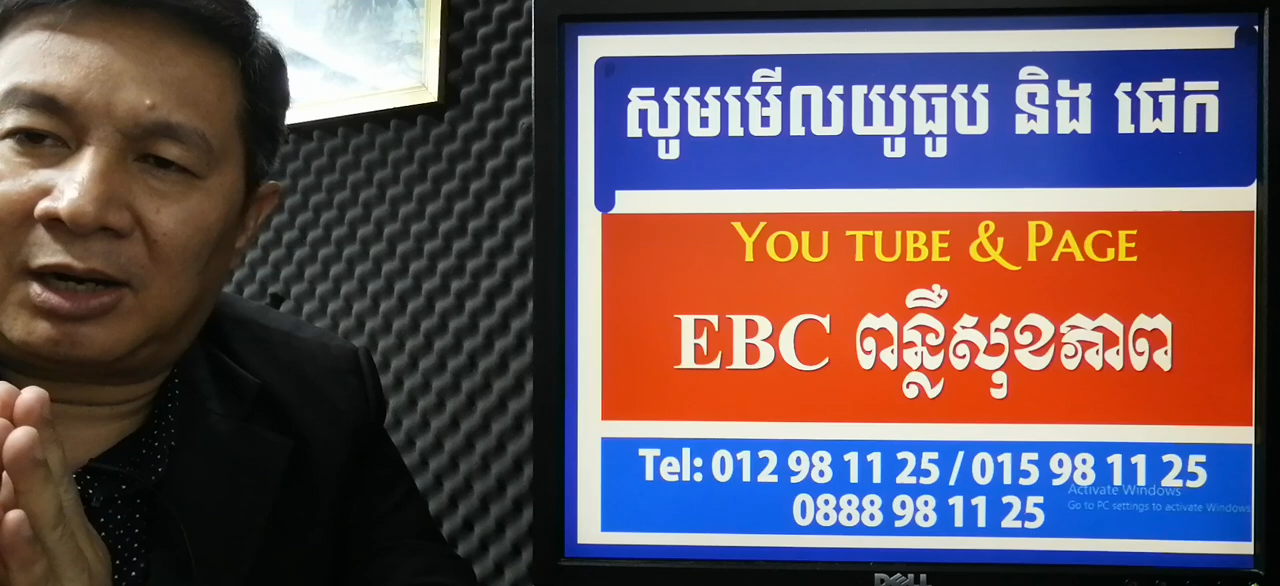 សូមមើលយូធូប និង ផេក
YOU TUBE & PAGE
EBC ពន្លឺសុខភាព
Tel: 012 98 11 25 / 015 98 11 25
0888 98 11 25
Activate Windows
Go to PC settings to activate Windows
DELL